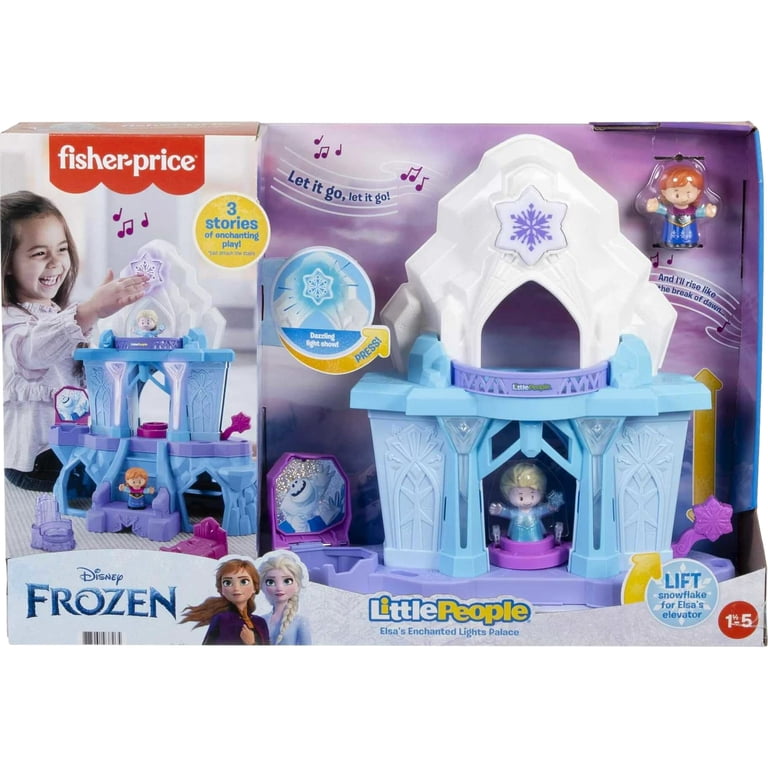 fisher-price®
3
stories
of enchanting
play!
Let it go, let it go!
Dazzling
light show!
PRESS!
And I'll rise like...
the break of dawn...
LittlePeople
LittlePeople
LIFT
snowflake
for Elsa's
elevator
Disney
FROZEN
LittlePeople®
Elsa's Enchanted Lights Palace
1½-5